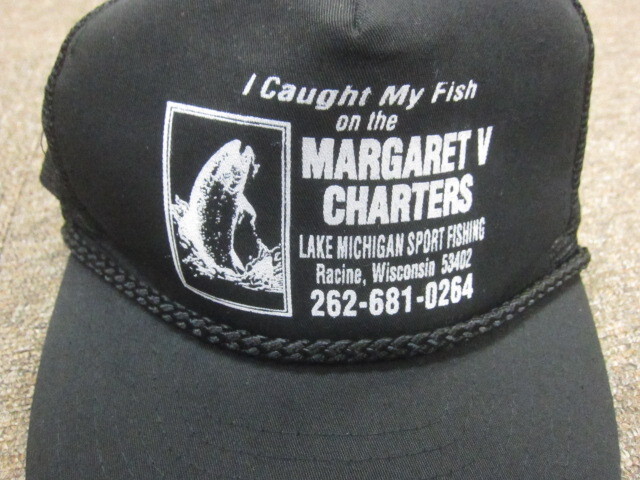 I Caught My Fish
on the
MARGARET V
CHARTERS
LAKE MICHIGAN SPORT FISHING
Racine, Wisconsin 53402
262-681-0264